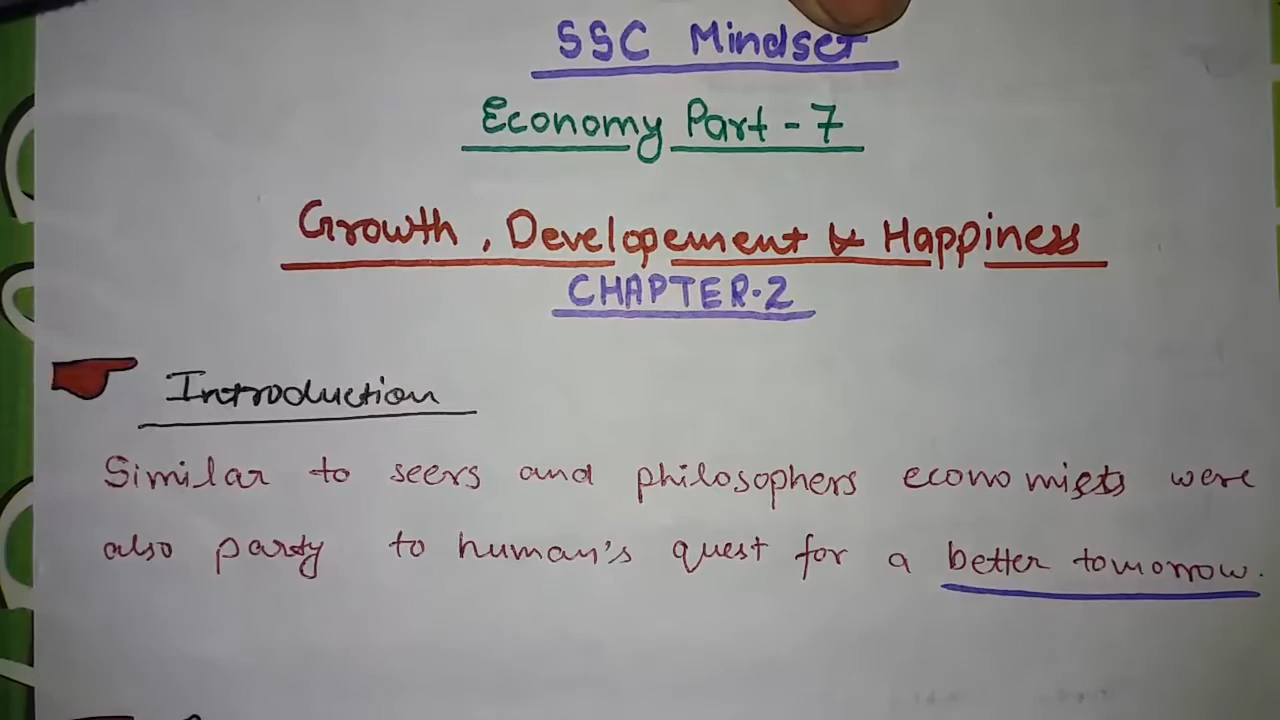 SSC Mindset
Economy Part - 7
Growth, Developement & Happiness
CHAPTER-2
Introduction
Similar to seers and philosophers economists were
also party to human's quest for a better tomorrow.